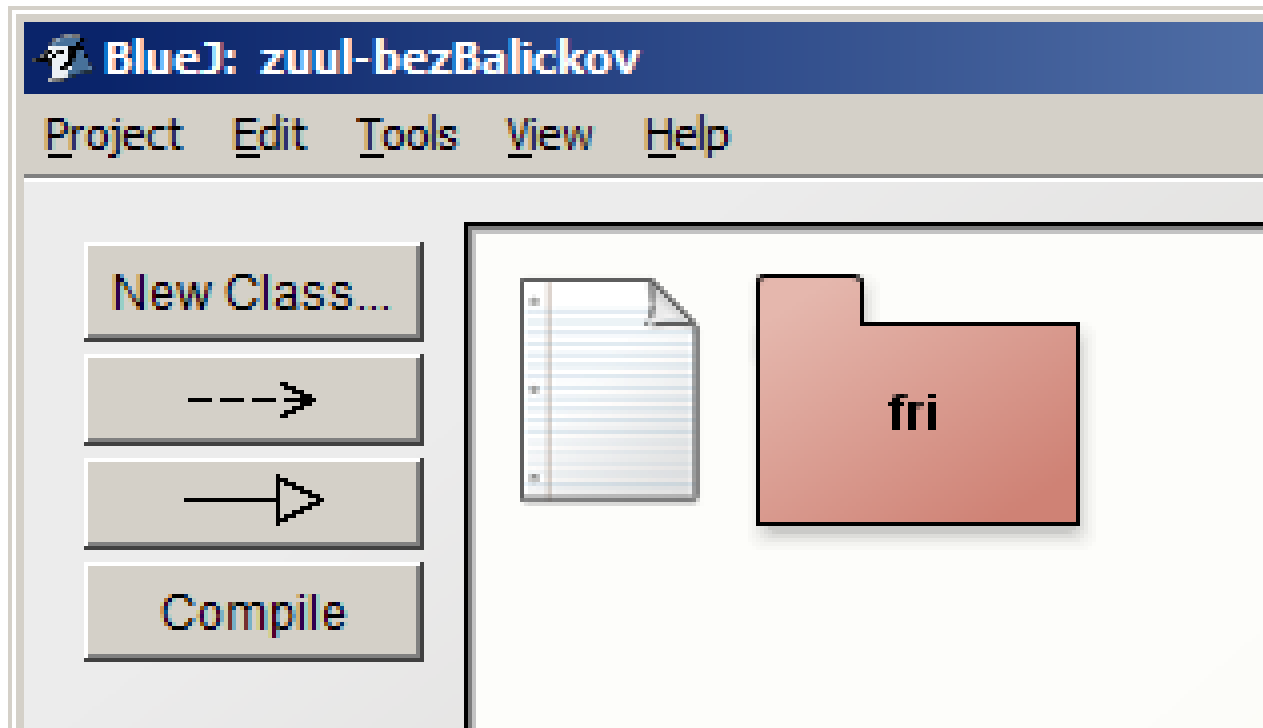 BlueJ: zuul-bezBalickov
Project Edit Tools View Help
New Class...
fri
Compile